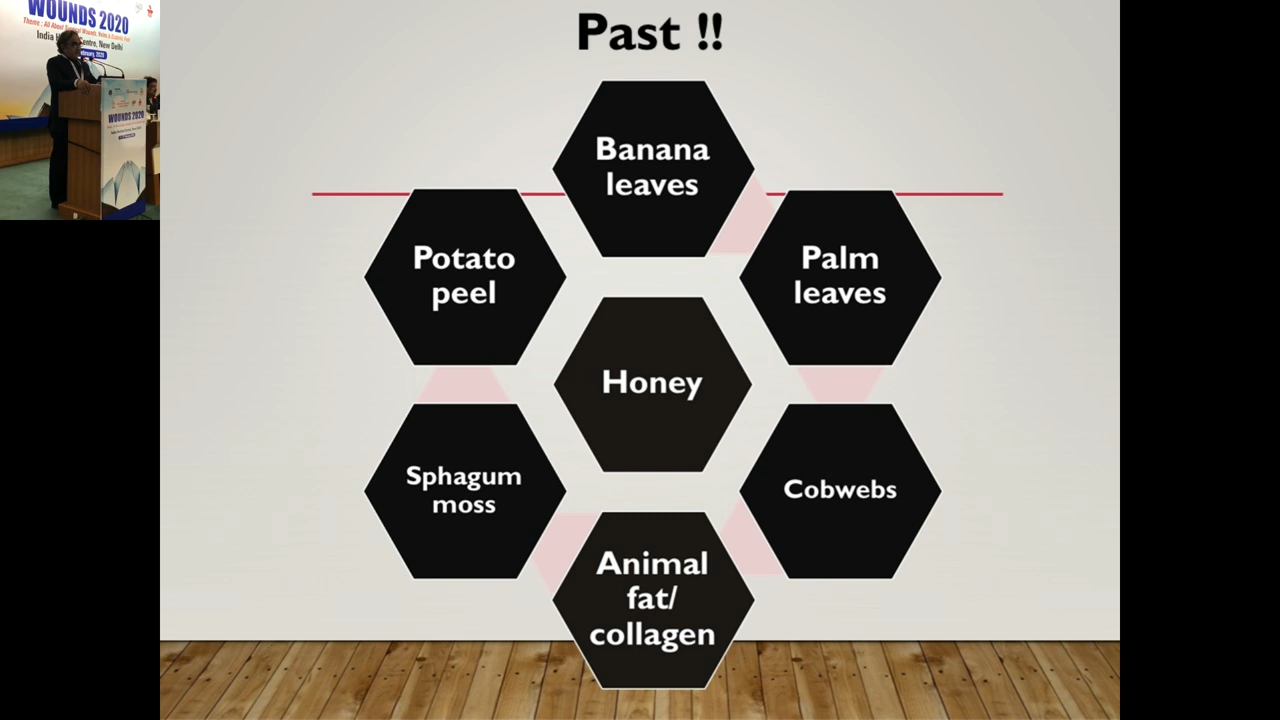 WOUNDS 2020
India
Centre, New Delhi
WOUNDS 2020
Past !!
Banana
leaves
Potato
peel
Palm
leaves
Honey
Sphagum
moss
Cobwebs
Animal
fat/
collagen